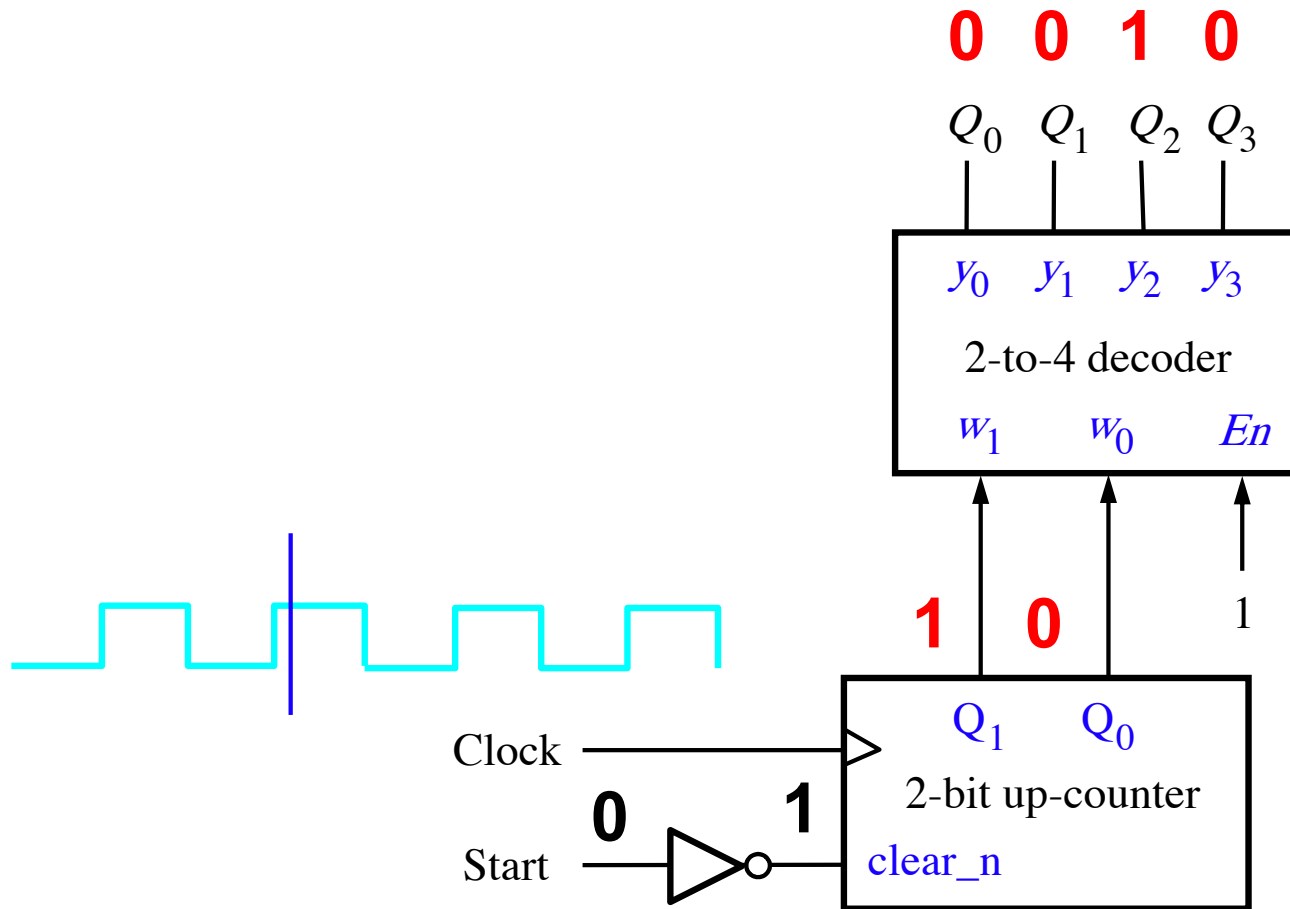 0 0 1 0
Q0 Q1 Q2 Q3
y0 y1 y2 y3
2-to-4 decoder
w1 w0 En
1 0 1
Q1 Q0
Clock
2-bit up-counter
0 1
Start
clear_n